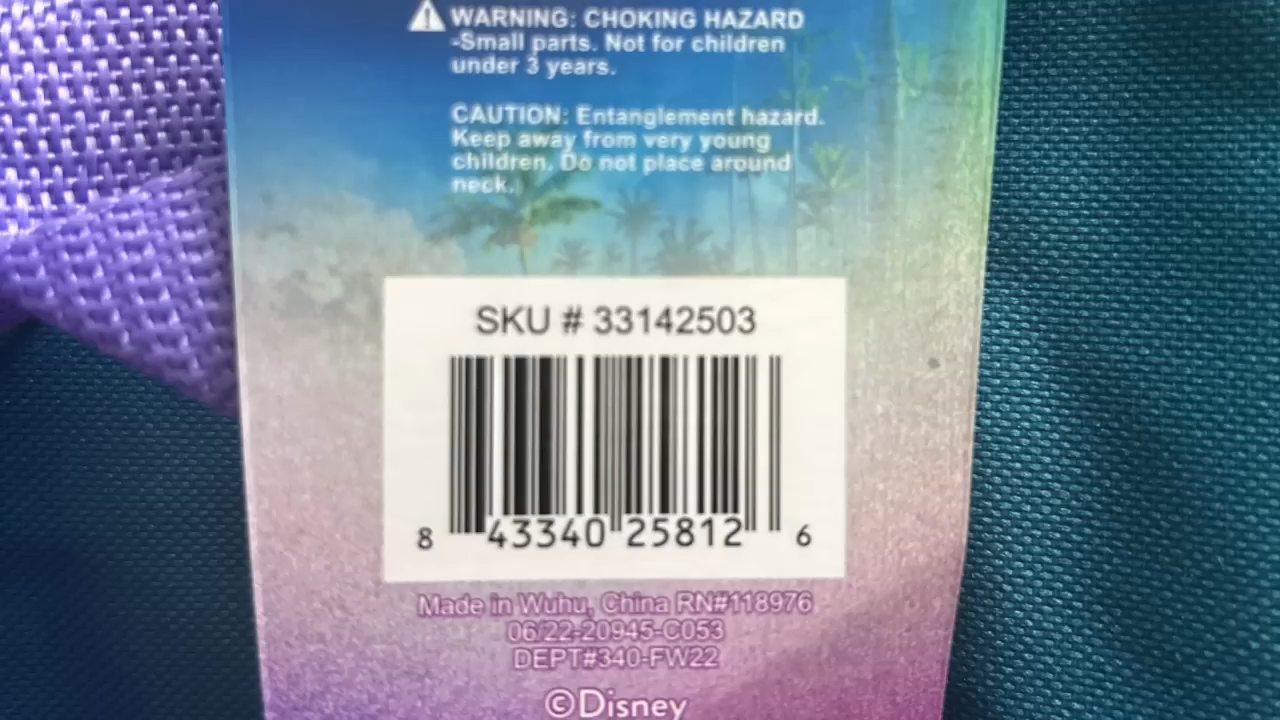 WARNING: CHOKING HAZARD
-Small parts. Not for children
under 3 years.
CAUTION: Entanglement hazard.
Keep away from very young
children. Do not place around
neck.
SKU # 33142503
8 43340 25812 6
Made in Wuhu, China RN#118976
06/22-20945-C053
DEPT#340-FW22
©Disney